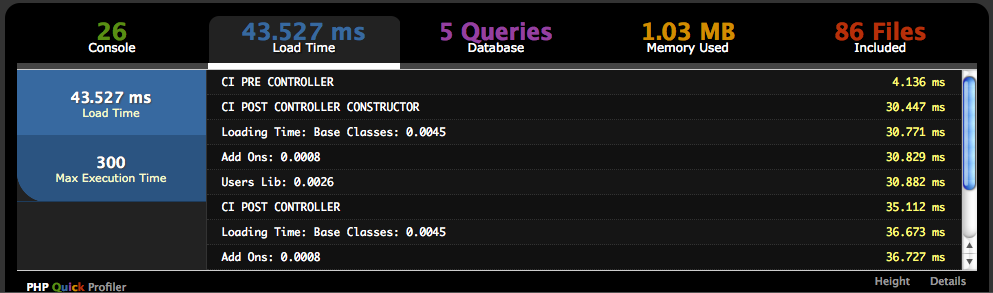 26 43.527 ms 5 Queries 1.03 MB 86 Files
Console Load Time Database Memory Used Included
43.527 ms
Load Time
300
Max Execution Time
CI PRE CONTROLLER 4.136 ms
CI POST CONTROLLER CONSTRUCTOR 30.447 ms
Loading Time: Base Classes: 0.0045 30.771 ms
Add Ons: 0.0008 30.829 ms
Users Lib: 0.0026 30.882 ms
CI POST CONTROLLER 35.112 ms
Loading Time: Base Classes: 0.0045 36.673 ms
Add Ons: 0.0008 36.727 ms
PHP Quick Profiler Height Details